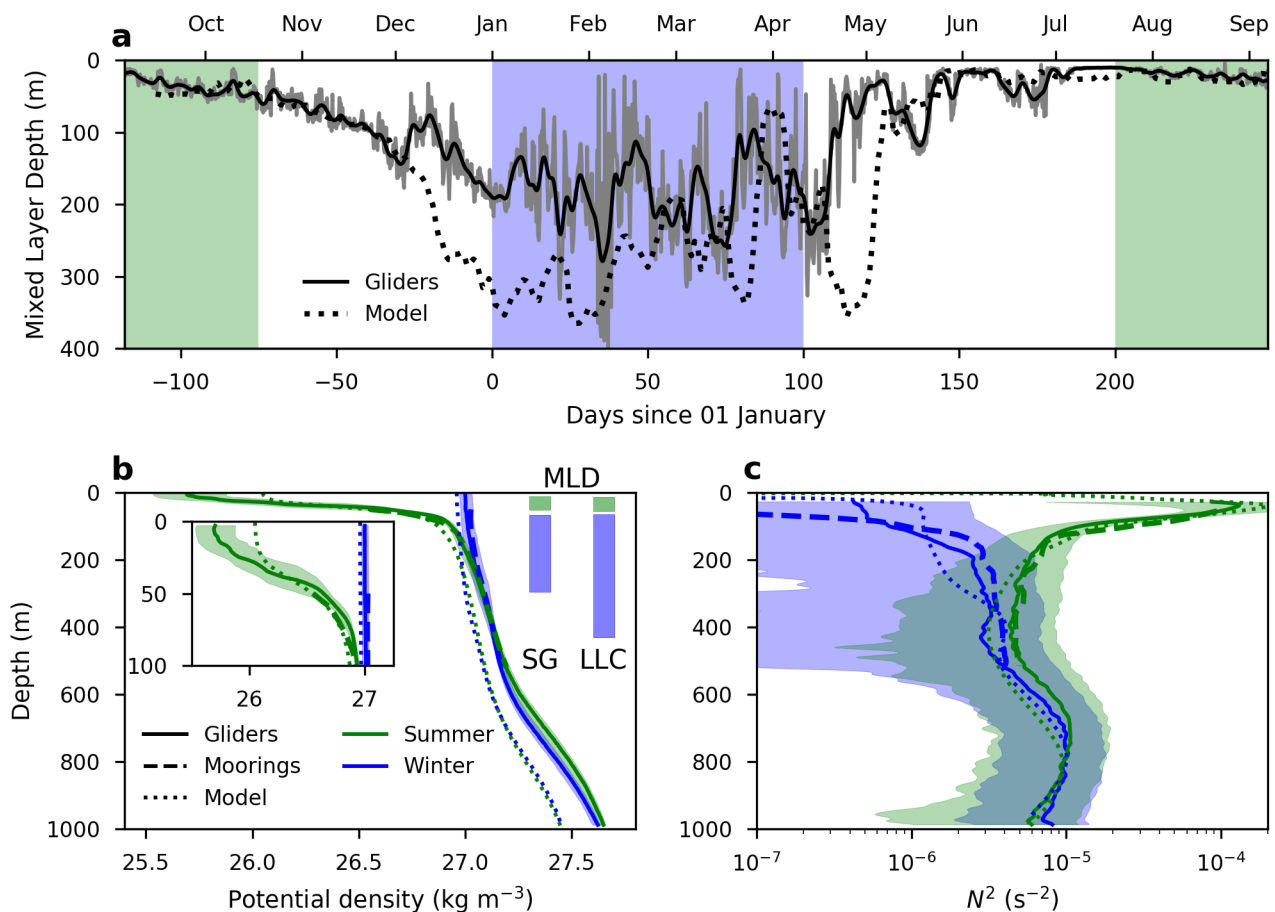 a
Oct Nov Dec Jan Feb Mar Apr May Jun Jul Aug Sep
Mixed Layer Depth (m)
0
100
200
300
400
Gliders
Model
−100 −50 0 50 100 150 200
Days since 01 January
b
Depth (m)
0
200
400
600
800
1000
MLD
SG LLC
0
50
100
26 27
Gliders Summer
Moorings Winter
Model
25.5 26.0 26.5 27.0 27.5
Potential density (kg m⁻³)
c
0
200
400
600
800
1000
10⁻⁷ 10⁻⁶ 10⁻⁵ 10⁻⁴
N² (s⁻²)